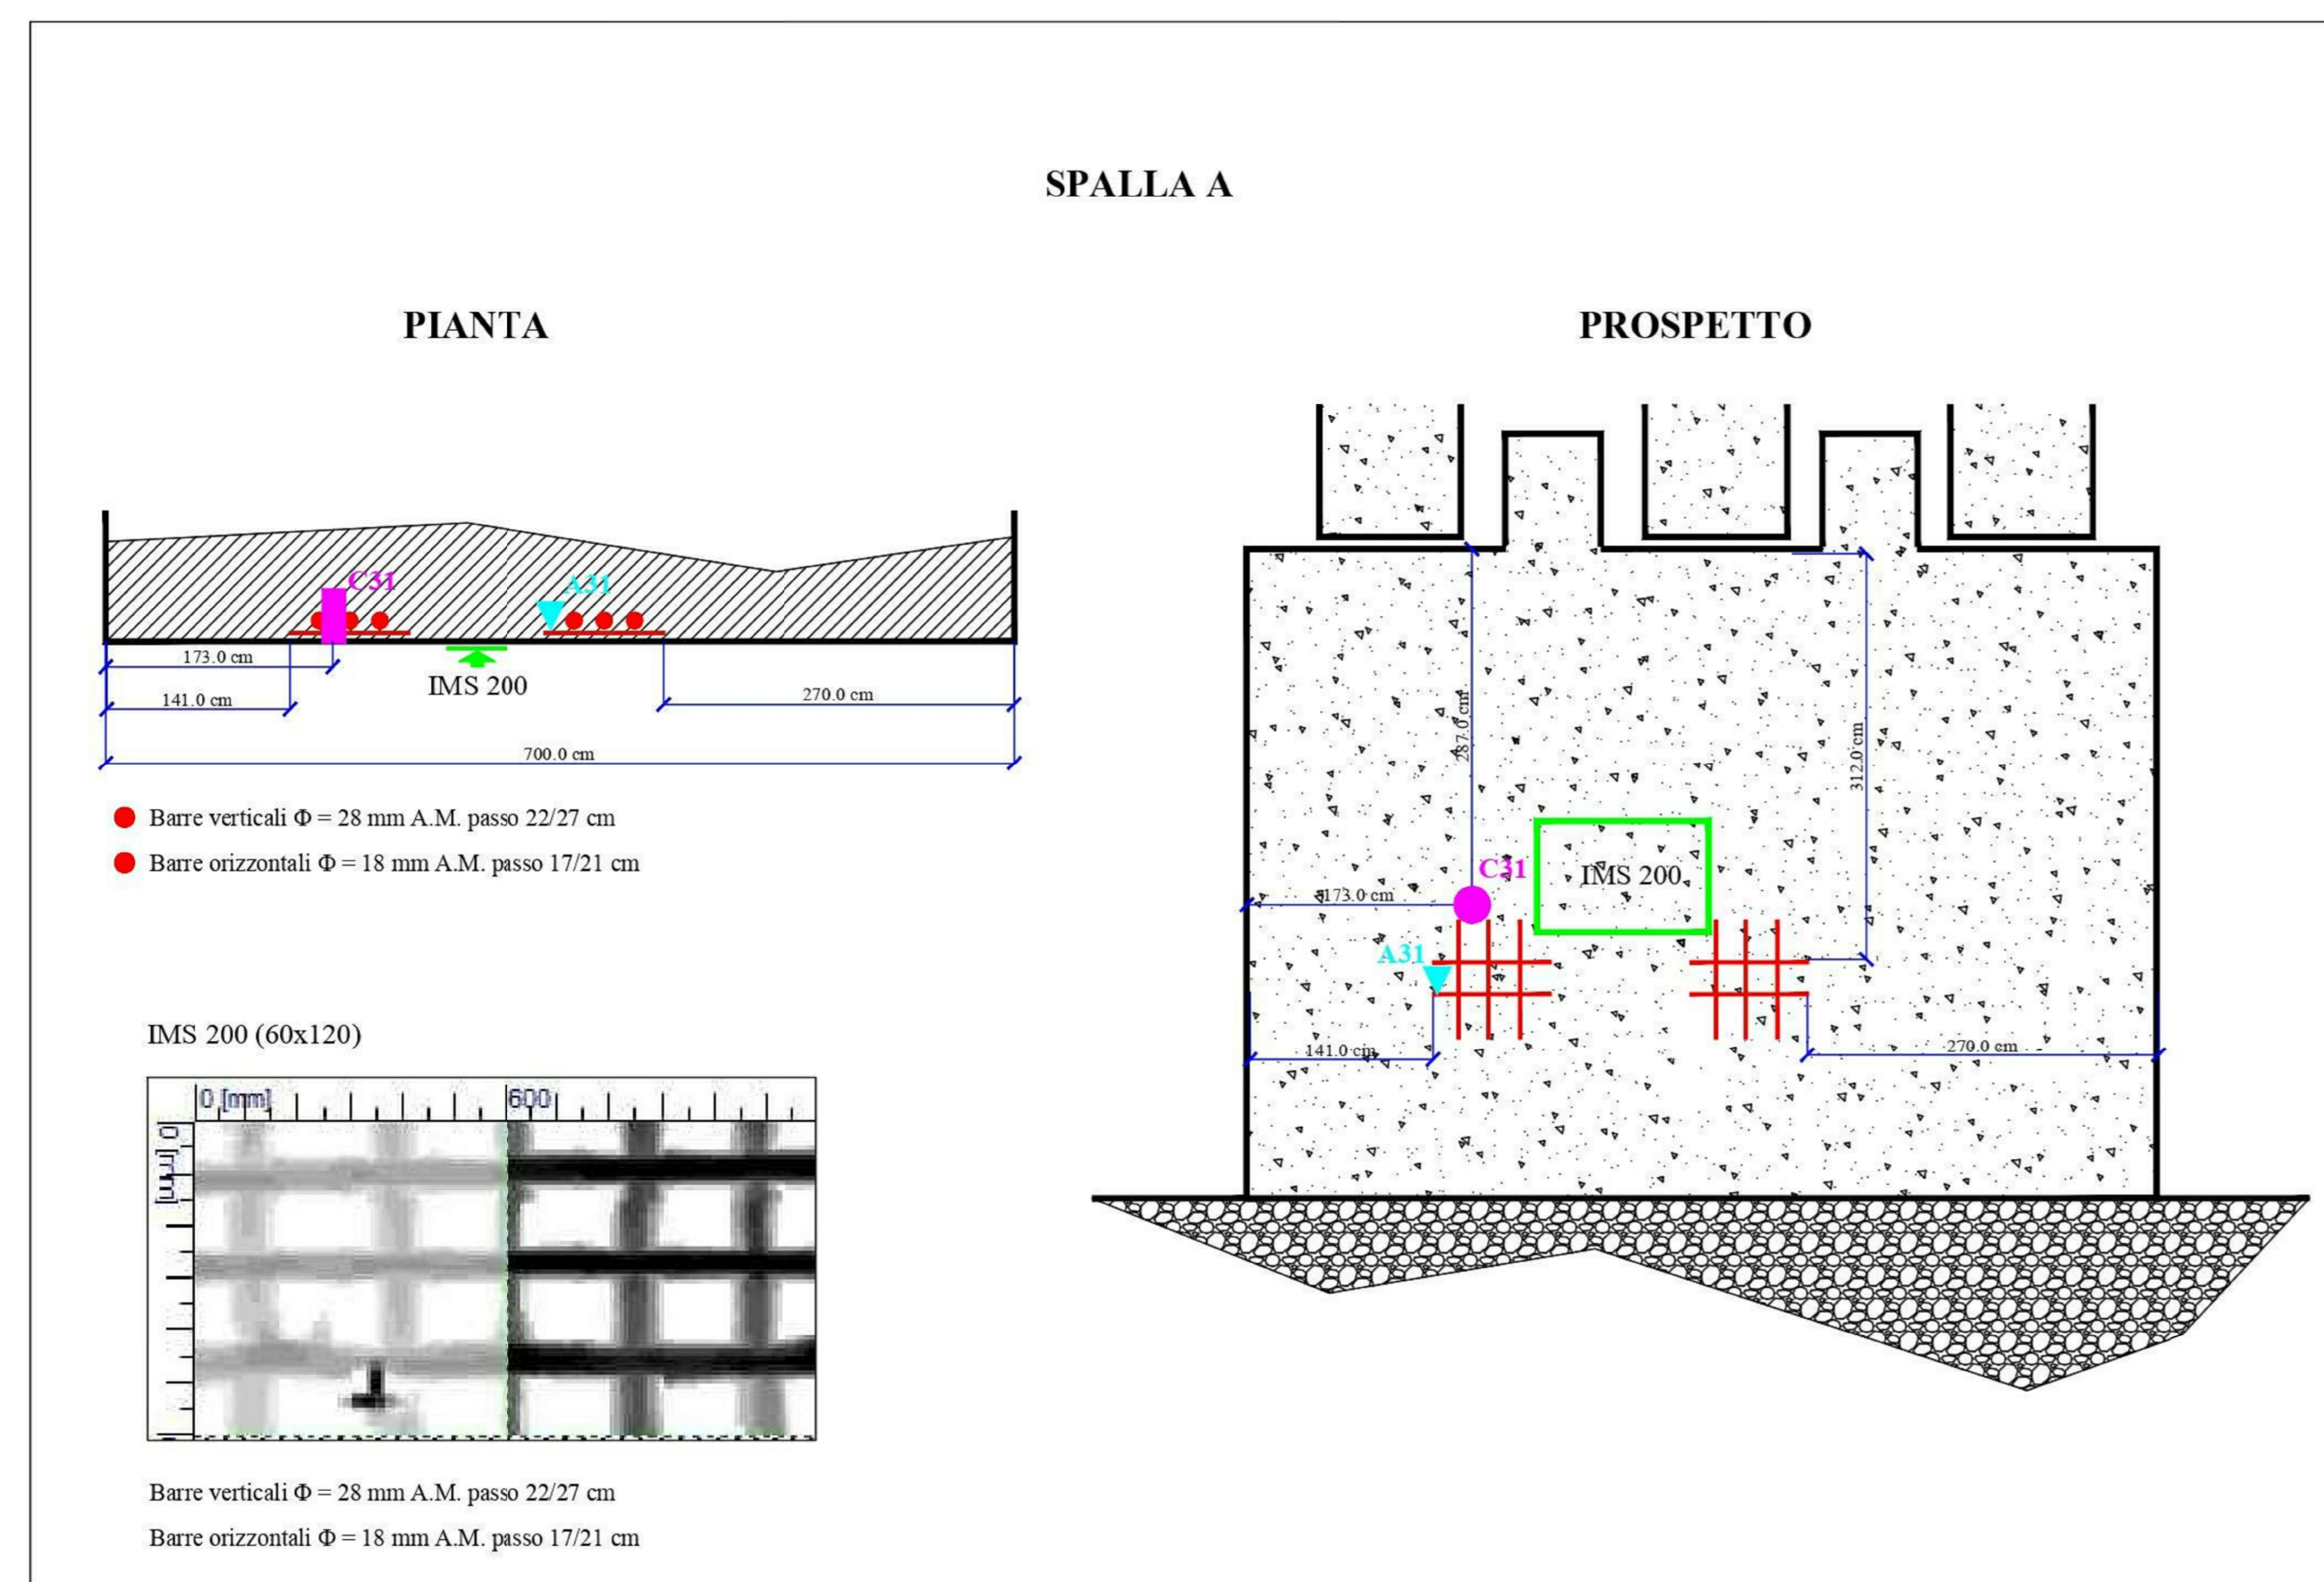 SPALLA A
PIANTA
PROSPETTO
C31
A31
173.0 cm
IMS 200
141.0 cm
270.0 cm
700.0 cm
Barre verticali Φ = 28 mm A.M. passo 22/27 cm
Barre orizzontali Φ = 18 mm A.M. passo 17/21 cm
287.0 cm
312.0 cm
C31
IMS 200
173.0 cm
A31
141.0 cm
270.0 cm
IMS 200 (60x120)
0 [mm]
600
0 [mm]
Barre verticali Φ = 28 mm A.M. passo 22/27 cm
Barre orizzontali Φ = 18 mm A.M. passo 17/21 cm